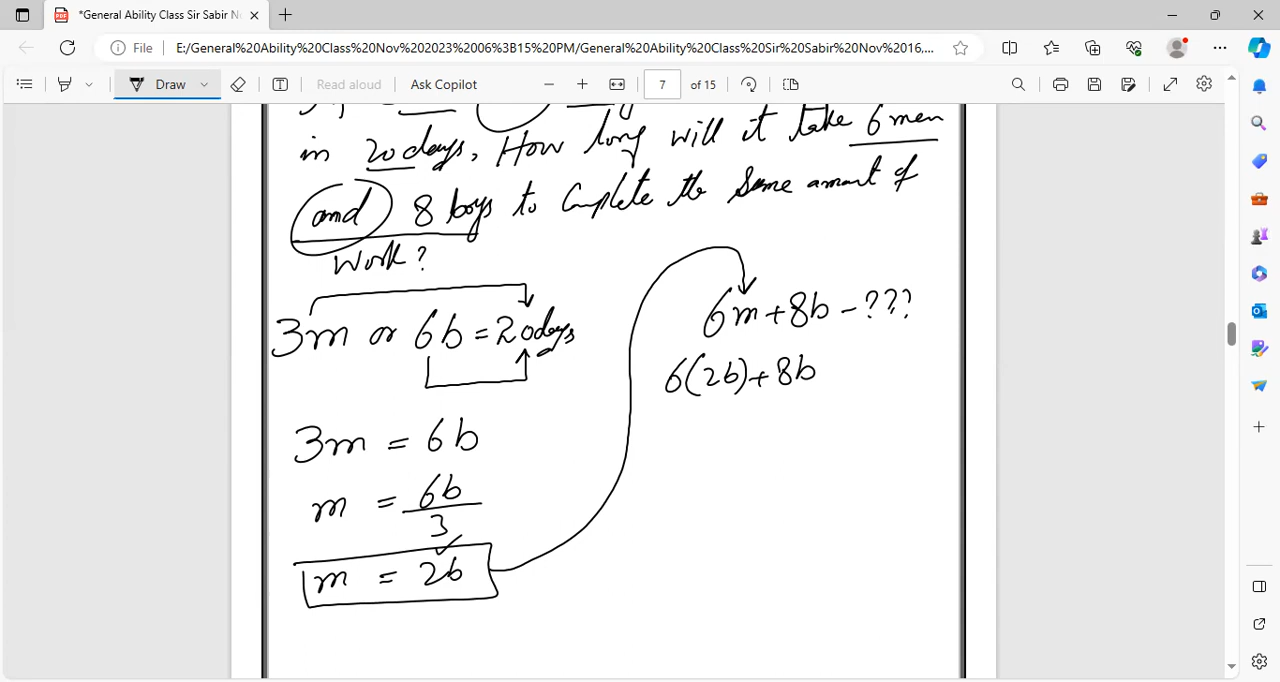 *General Ability Class Sir Sabir N
File
E:/General%20Ability%20Class%20Nov%202023%2006%3B15%20PM/General%20Ability%20Class%20Sir%20Sabir%20Nov%2016,...
Draw
Read aloud
Ask Copilot
7
of 15
in 20 days. How long will it take 6 men
and 8 boys to Complete the Same amount of
Work?
3m or 6b = 20days
6m+8b-???
6(2b)+8b
3m = 6b
m = 6b
3
m = 2b